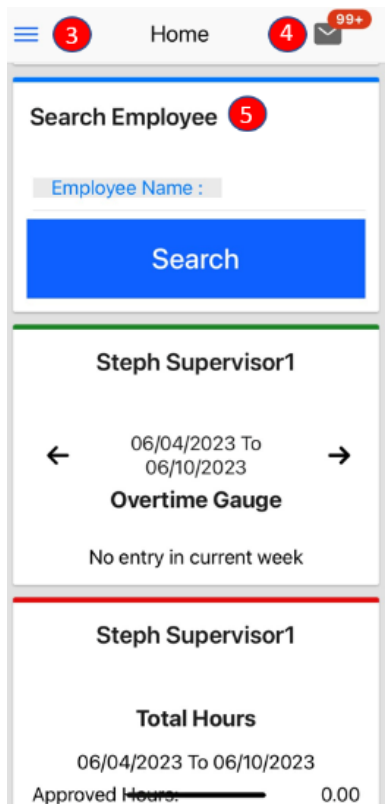 3 Home 4 99+
Search Employee 5
Employee Name :
Search
Steph Supervisor1
06/04/2023 To
06/10/2023
Overtime Gauge
No entry in current week
Steph Supervisor1
Total Hours
06/04/2023 To 06/10/2023
Approved Hours: 0.00